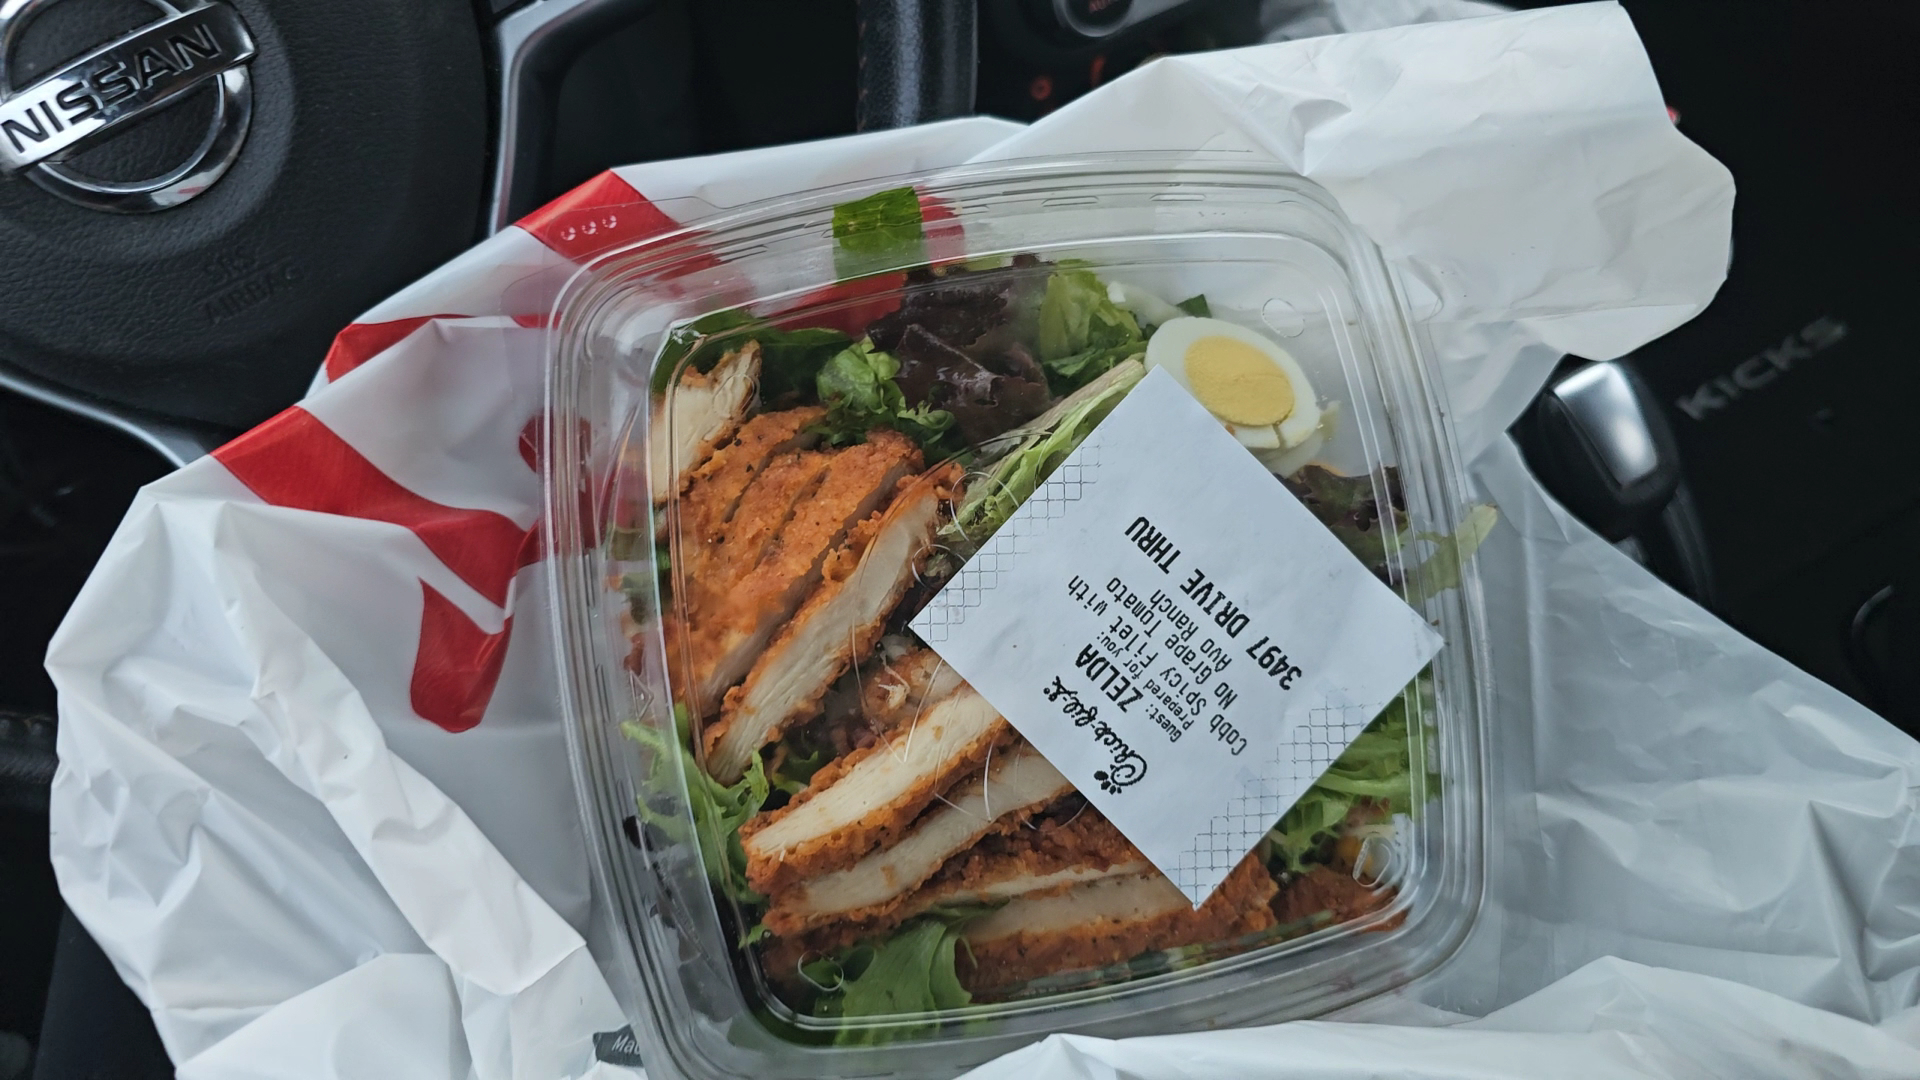 NISSAN
SRS
AIRBAG
KICKS
Chick-fil-A
Guest: ZELDA
Prepared for you:
Cobb Spicy Filet with
No Grape Tomato
Avo Ranch
3497 DRIVE THRU